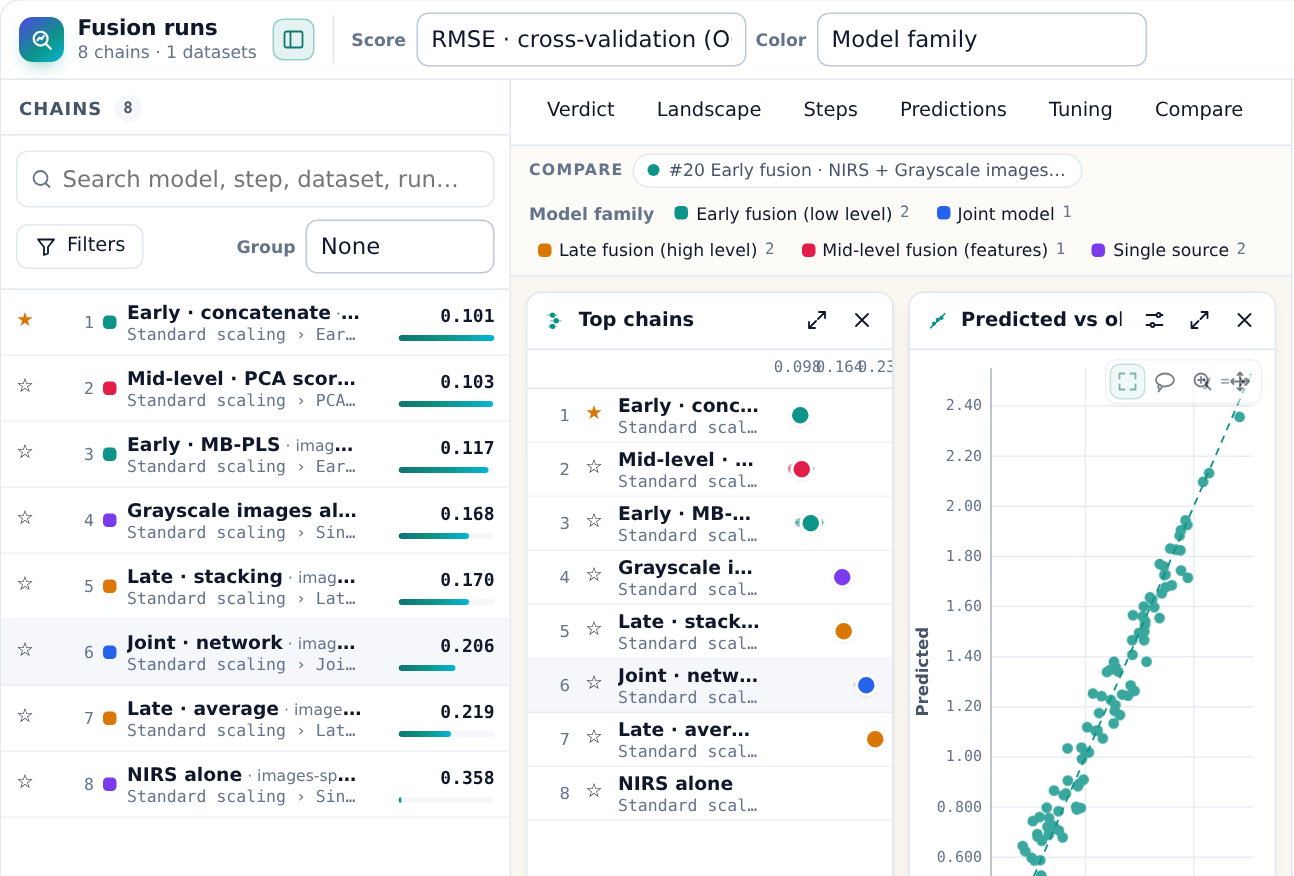 Fusion runs
8 chains · 1 datasets
Score
RMSE · cross-validation (O
Color
Model family
CHAINS 8
Search model, step, dataset, run...
Filters
Group
None
★ 1 Early · concatenate ·... 0.101
Standard scaling › Ear…
☆ 2 Mid-level · PCA scor... 0.103
Standard scaling › PCA…
☆ 3 Early · MB-PLS · imag... 0.117
Standard scaling › Ear…
☆ 4 Grayscale images al... 0.168
Standard scaling › Sin…
☆ 5 Late · stacking · imag... 0.170
Standard scaling › Lat…
☆ 6 Joint · network · imag... 0.206
Standard scaling › Joi…
☆ 7 Late · average · image... 0.219
Standard scaling › Lat…
☆ 8 NIRS alone · images-sp... 0.358
Standard scaling › Sin…
Verdict Landscape Steps Predictions Tuning Compare
COMPARE #20 Early fusion · NIRS + Grayscale images...
Model family Early fusion (low level) 2 Joint model 1
Late fusion (high level) 2 Mid-level fusion (features) 1 Single source 2
Top chains
0.098 0.164 0.23
1 ★ Early · conc...
Standard scal…
2 ☆ Mid-level · ...
Standard scal…
3 ☆ Early · MB-...
Standard scal…
4 ☆ Grayscale i...
Standard scal…
5 ☆ Late · stack...
Standard scal…
6 ☆ Joint · netw...
Standard scal…
7 ☆ Late · aver...
Standard scal…
8 ☆ NIRS alone
Standard scal…
Predicted vs ol
Predicted
2.40
2.20
2.00
1.80
1.60
1.40
1.20
1.00
0.800
0.600